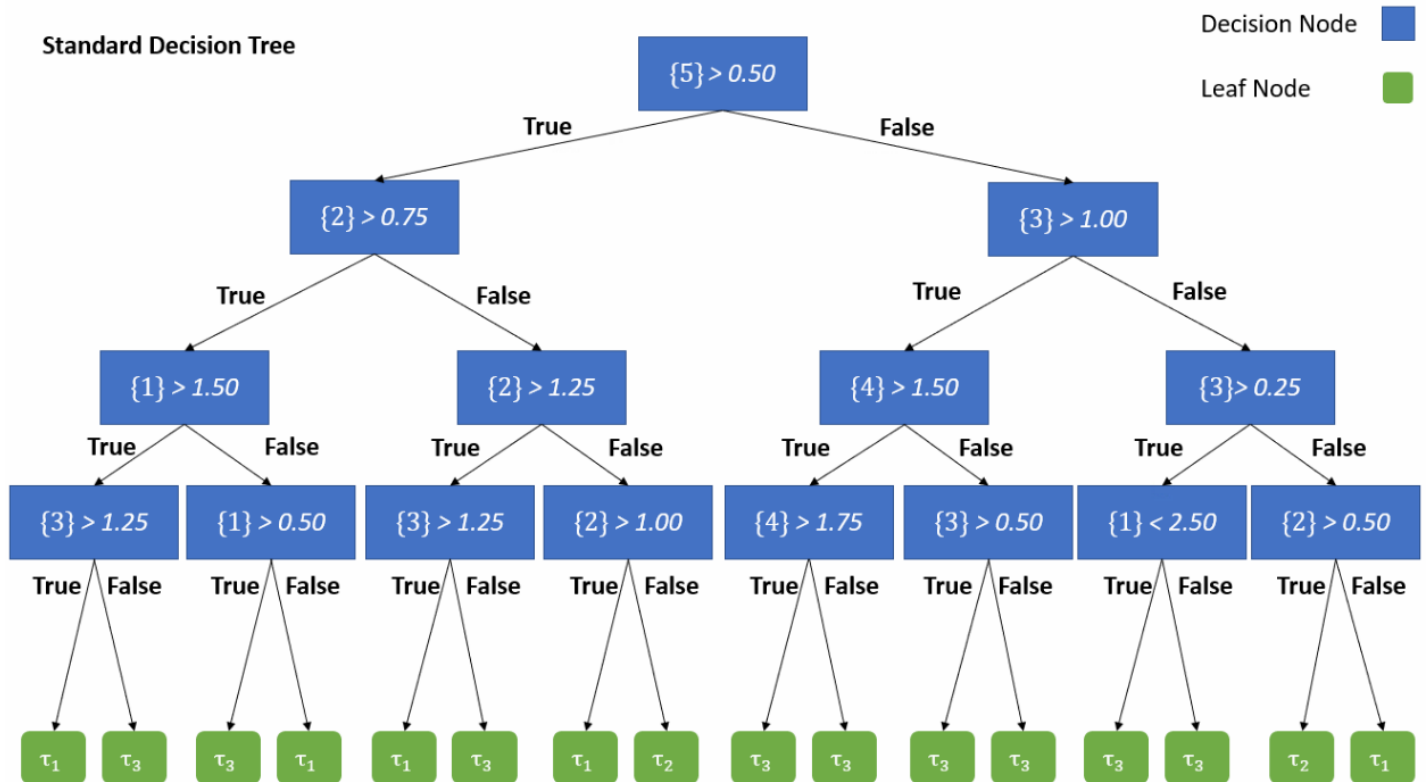 Decision Node
Standard Decision Tree
{5} > 0.50
Leaf Node
True
False
{2} > 0.75
{3} > 1.00
True
False
True
False
{1} > 1.50
{2} > 1.25
{4} > 1.50
{3}> 0.25
True
False
True
False
True
False
True
False
{3} > 1.25
{1} > 0.50
{3} > 1.25
{2} > 1.00
{4} > 1.75
{3} > 0.50
{1} < 2.50
{2} > 0.50
True
False
True
False
True
False
True
False
True
False
True
False
True
False
True
False
τ₁
τ₃
τ₃
τ₁
τ₁
τ₃
τ₁
τ₂
τ₃
τ₃
τ₃
τ₃
τ₃
τ₃
τ₂
τ₁